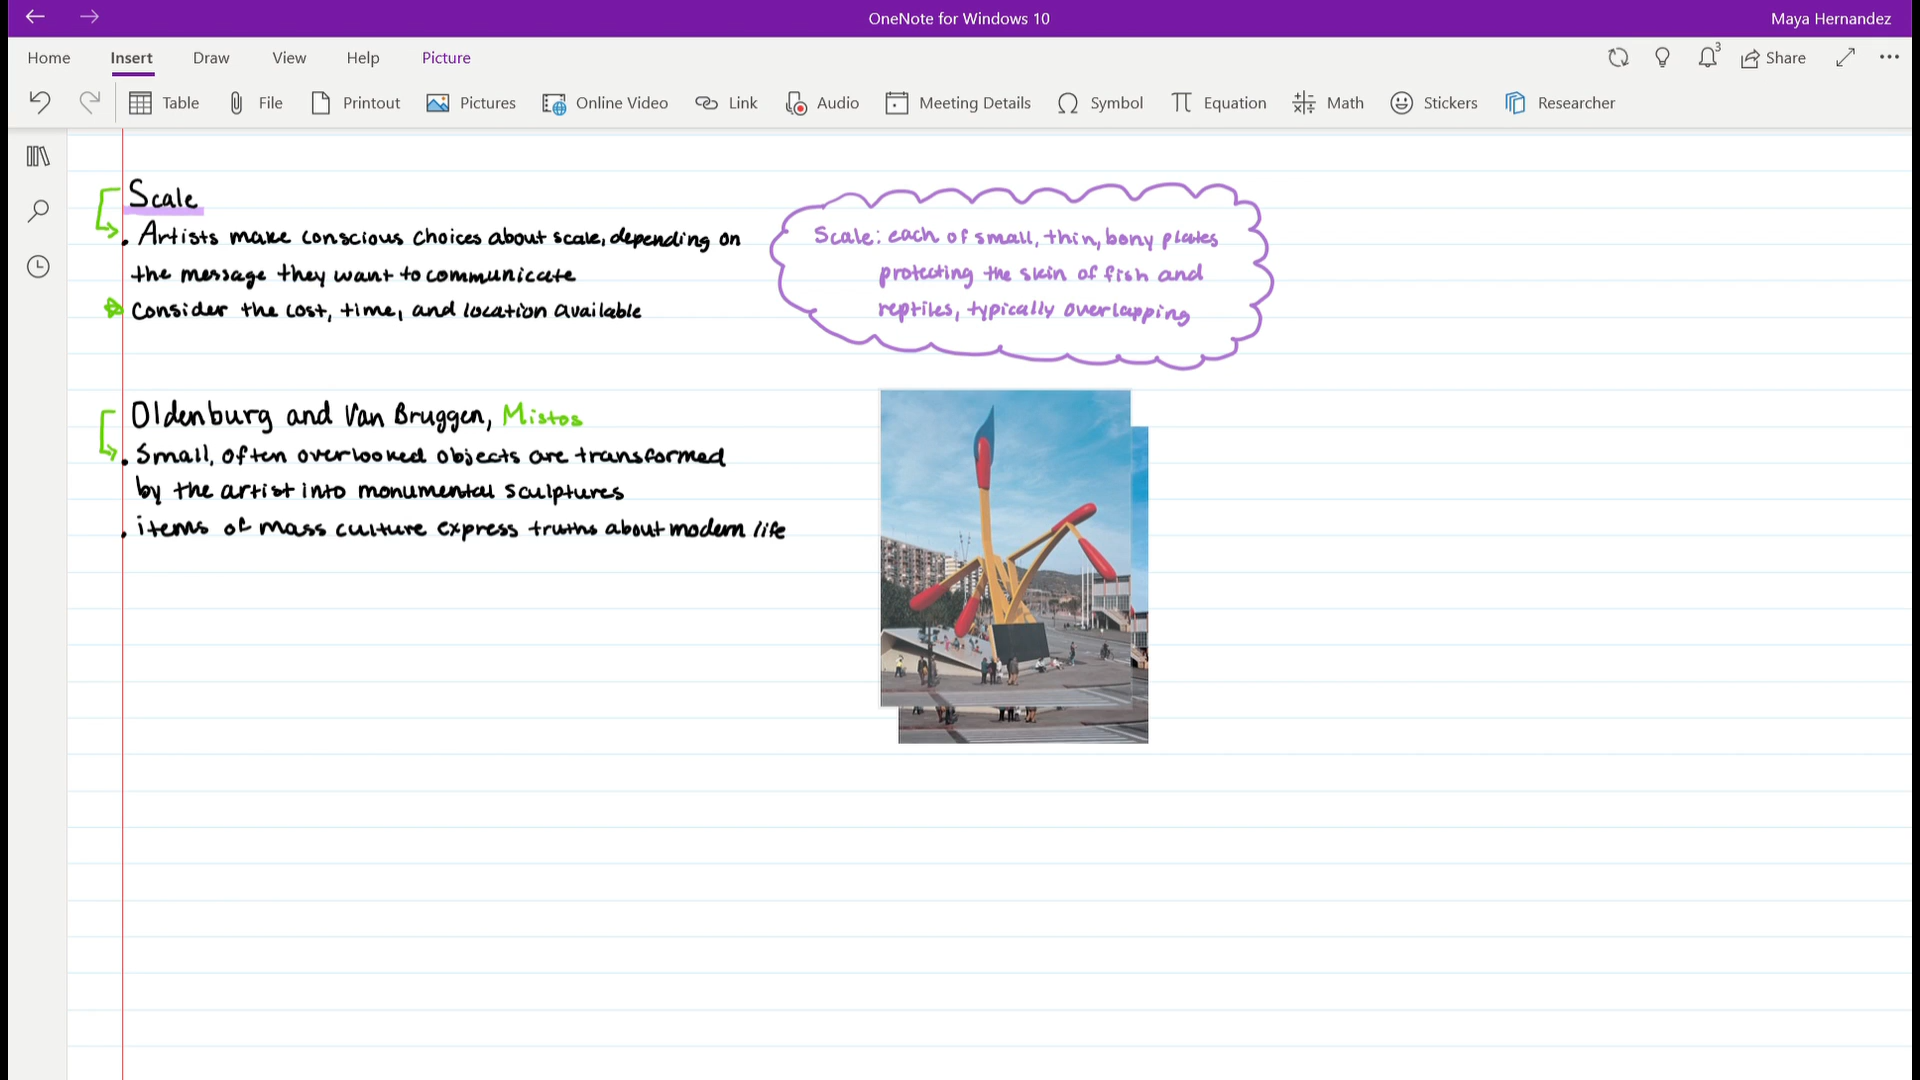 OneNote for Windows 10
Maya Hernandez
Home Insert Draw View Help Picture
3 Share
Table File Printout Pictures Online Video Link Audio Meeting Details Symbol Equation Math Stickers Researcher
Scale
. Artists make conscious choices about scale, depending on
the message they want to communicate
Consider the cost, time, and location available
Scale: each of small, thin, bony plates
protecting the skin of fish and
reptiles, typically overlapping
Oldenburg and Van Bruggen, Mistos
. Small, often overlooked objects are transformed
by the artist into monumental sculptures
. items of mass culture express truths about modern life